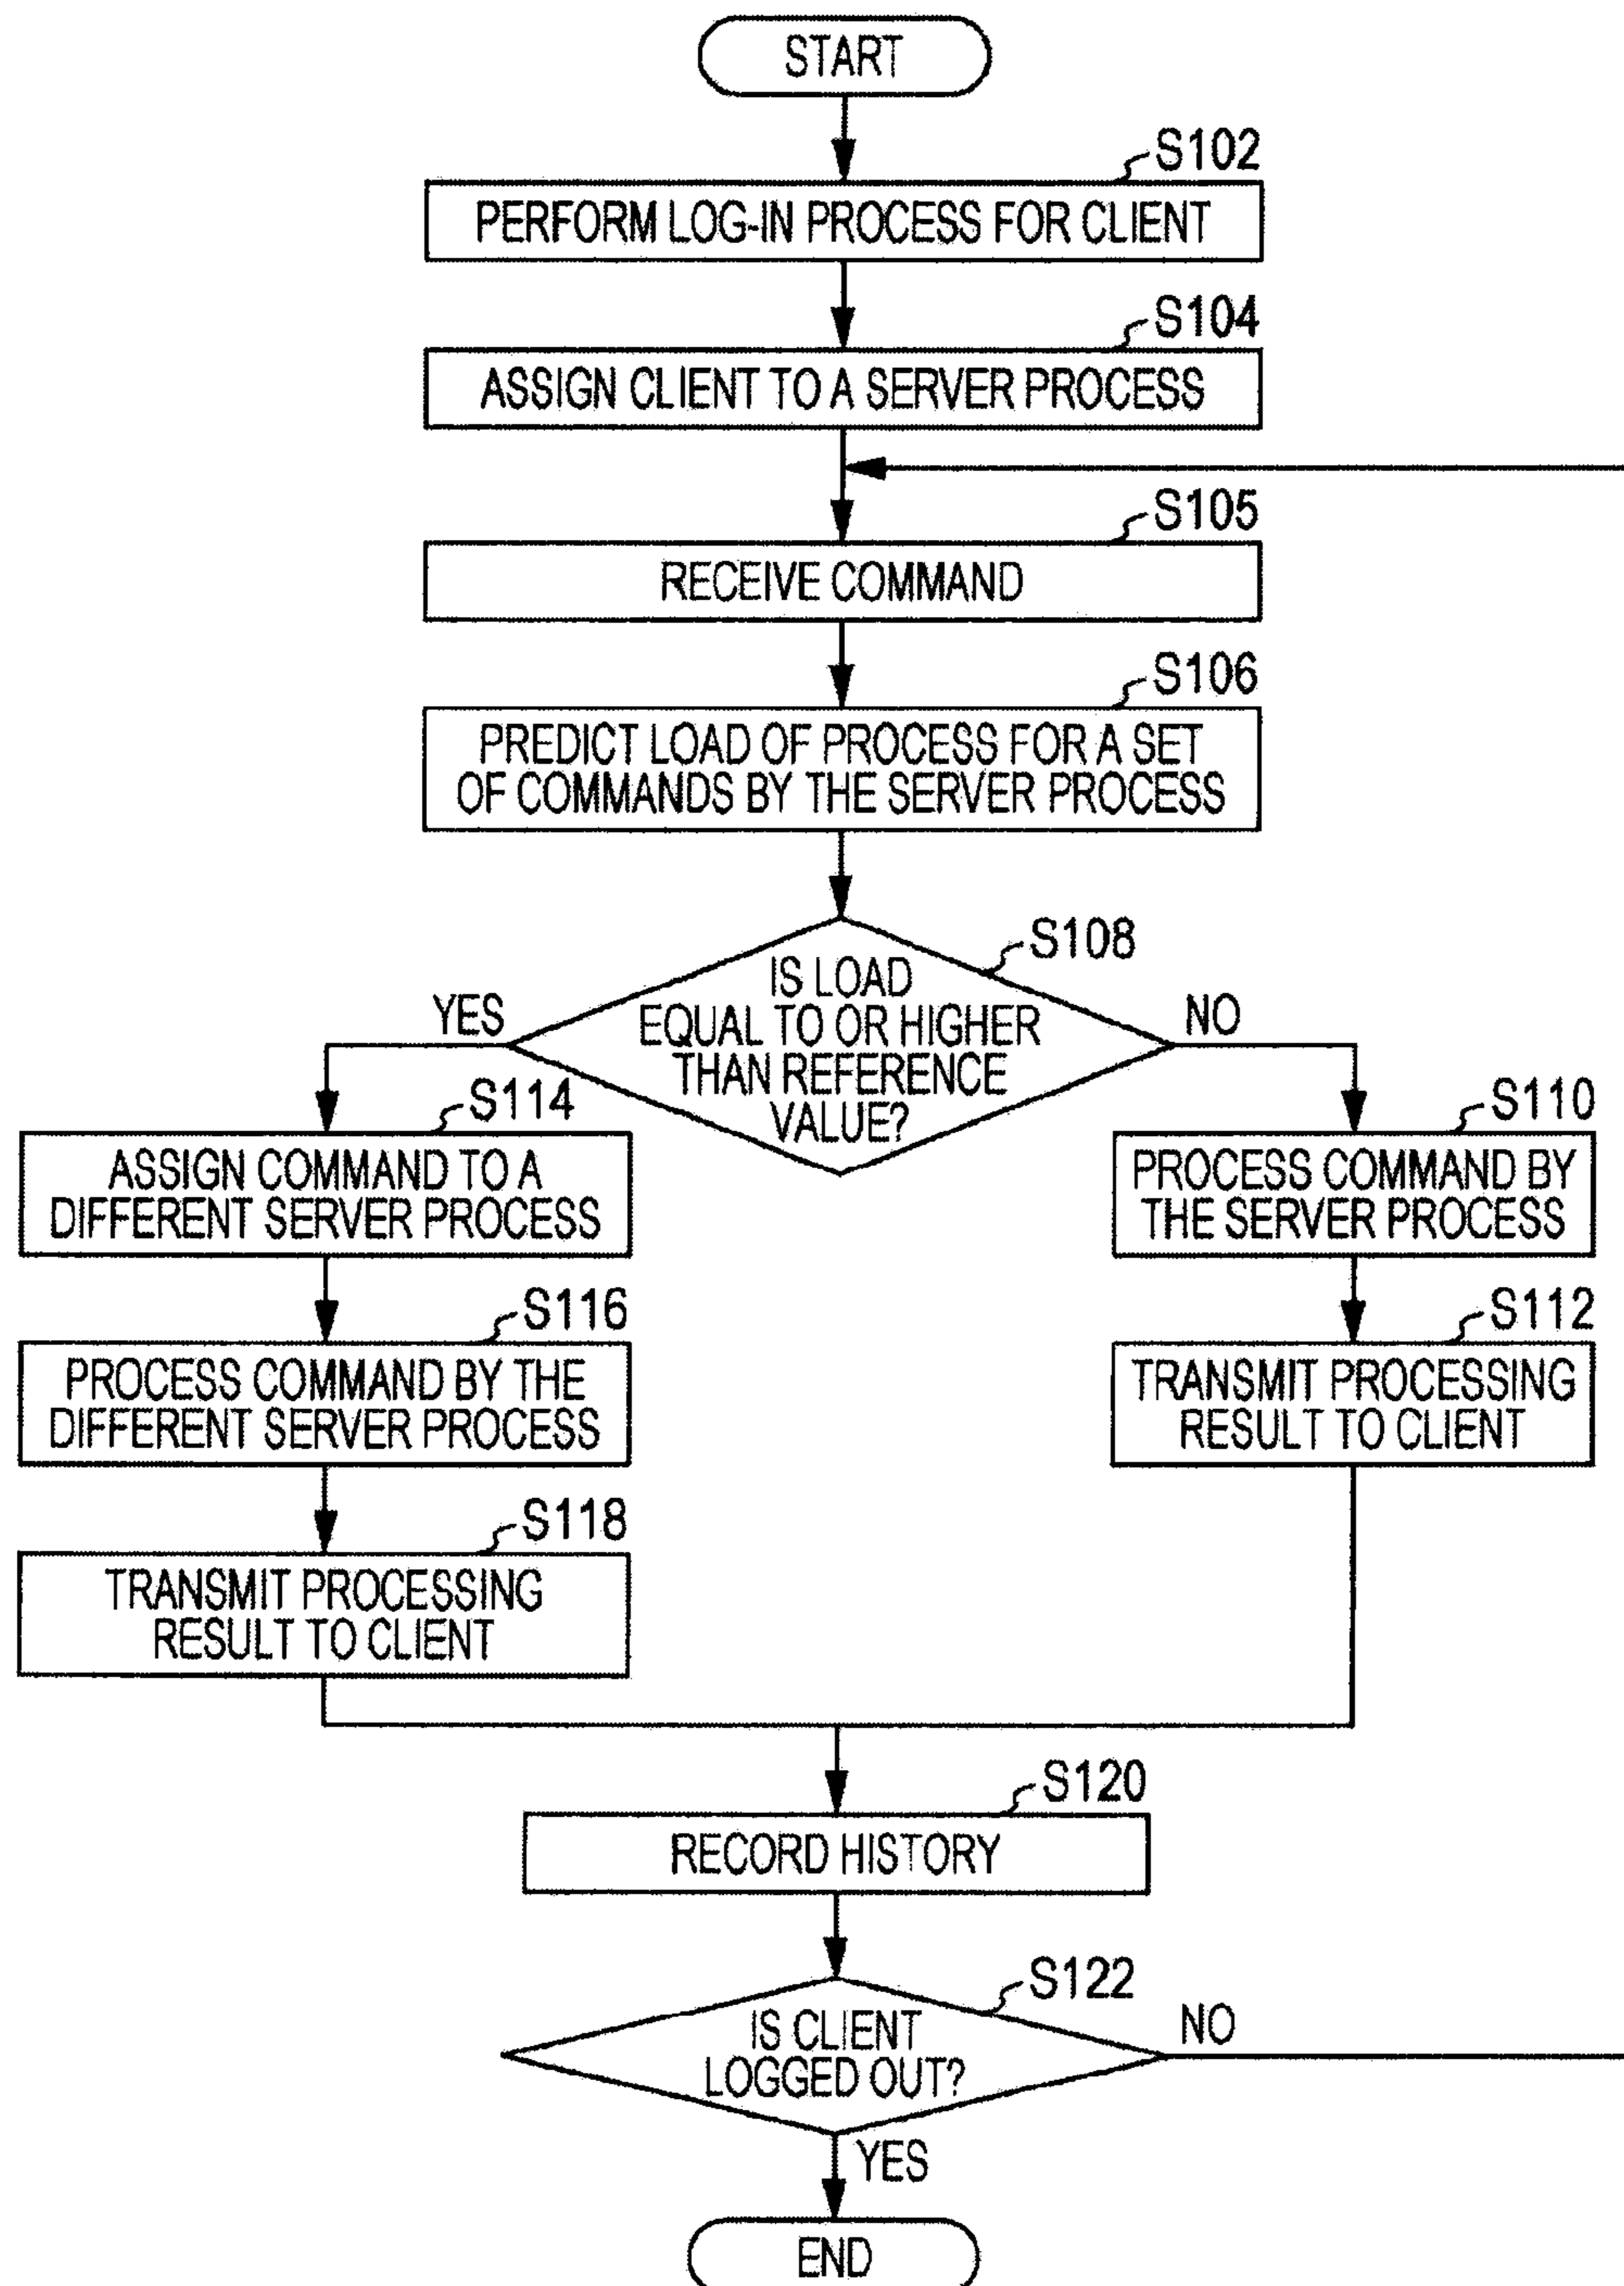 START
S102
PERFORM LOG-IN PROCESS FOR CLIENT
S104
ASSIGN CLIENT TO A SERVER PROCESS
S105
RECEIVE COMMAND
S106
PREDICT LOAD OF PROCESS FOR A SET
OF COMMANDS BY THE SERVER PROCESS
S108
IS LOAD
EQUAL TO OR HIGHER
THAN REFERENCE
VALUE?
YES
NO
S114
ASSIGN COMMAND TO A
DIFFERENT SERVER PROCESS
S110
PROCESS COMMAND BY
THE SERVER PROCESS
S116
PROCESS COMMAND BY THE
DIFFERENT SERVER PROCESS
S112
TRANSMIT PROCESSING
RESULT TO CLIENT
S118
TRANSMIT PROCESSING
RESULT TO CLIENT
S120
RECORD HISTORY
S122
IS CLIENT
LOGGED OUT?
NO
YES
END